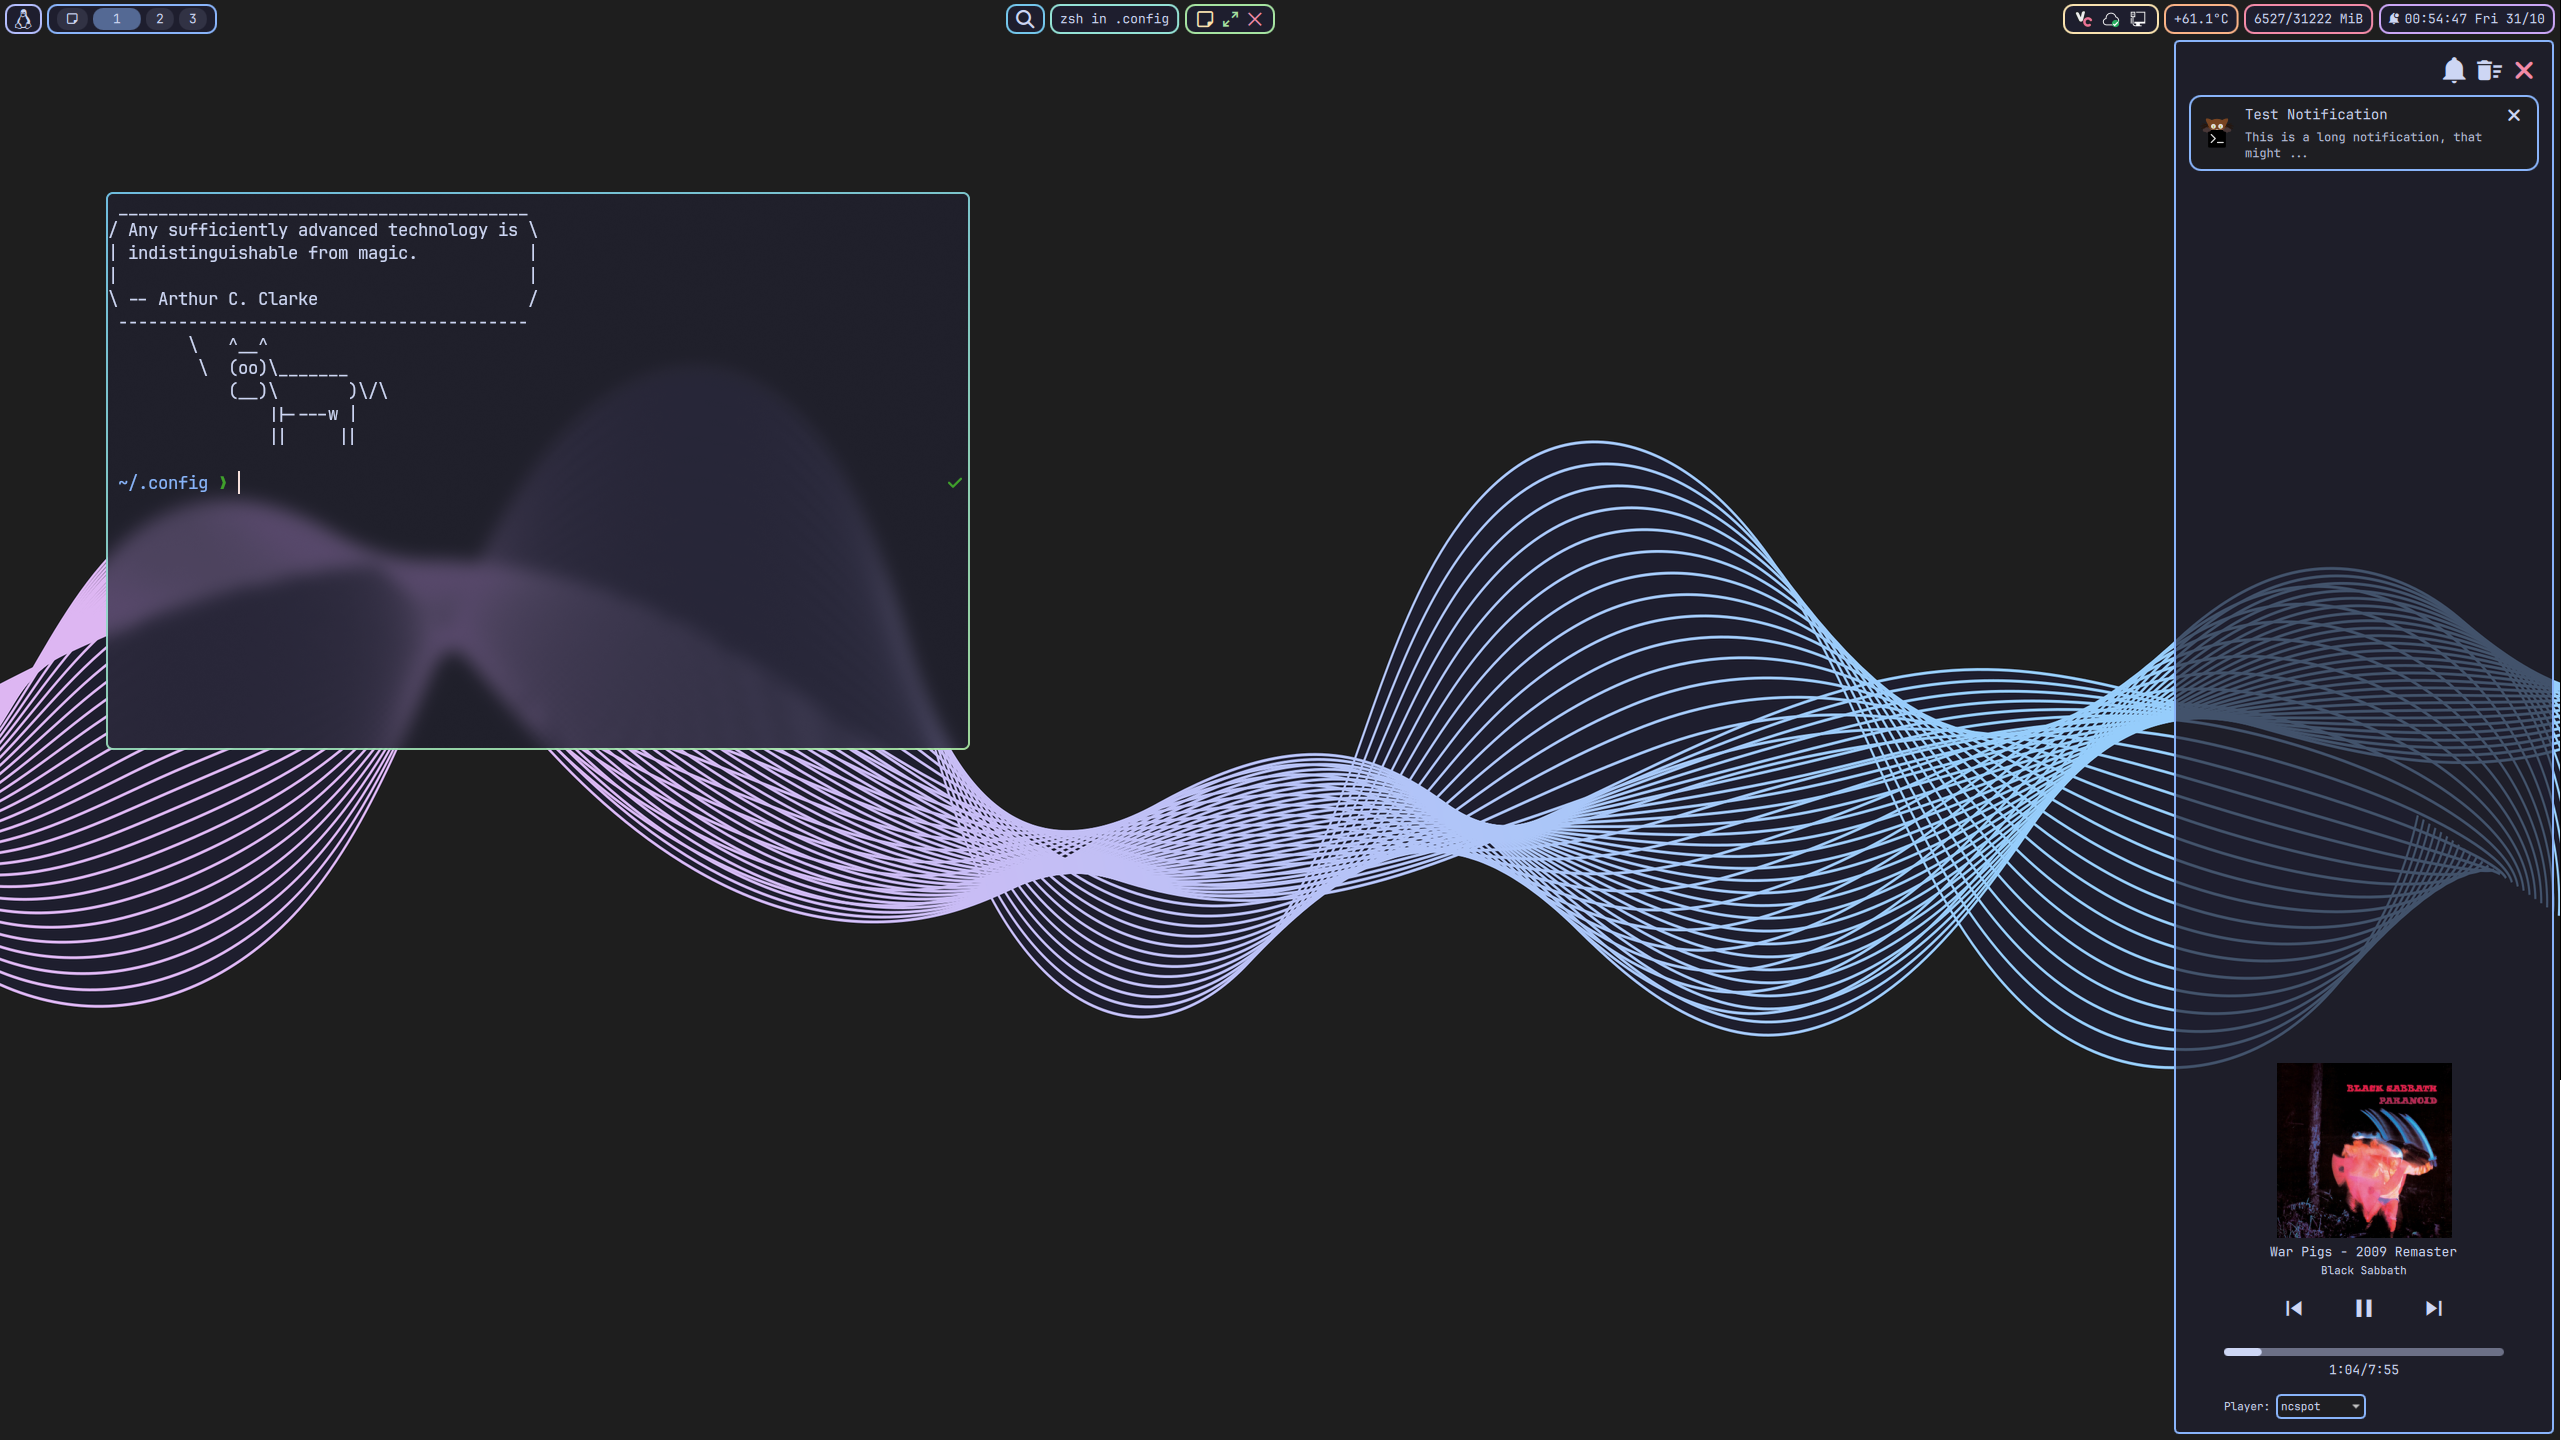 1 2 3
zsh in .config
+61.1°C
6527/31222 MiB
00:54:47 Fri 31/10
Test Notification
This is a long notification, that
might ...
 _________________________________________
/ Any sufficiently advanced technology is \
| indistinguishable from magic.           |
|                                         |
\ -- Arthur C. Clarke                     /
 -----------------------------------------
        \   ^__^
         \  (oo)\_______
            (__)\       )\/\
                ||----w |
                ||     ||
~/.config ❯
BLACK SABBATH
PARANOID
War Pigs - 2009 Remaster
Black Sabbath
1:04/7:55
Player: ncspot